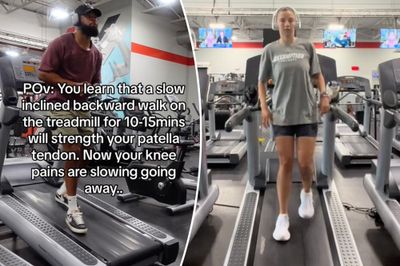 POv: You learn that a slow
inclined backward walk on
the treadmill for 10-15mins
will strength your patella
tendon. Now your knee
pains are slowing going
away..